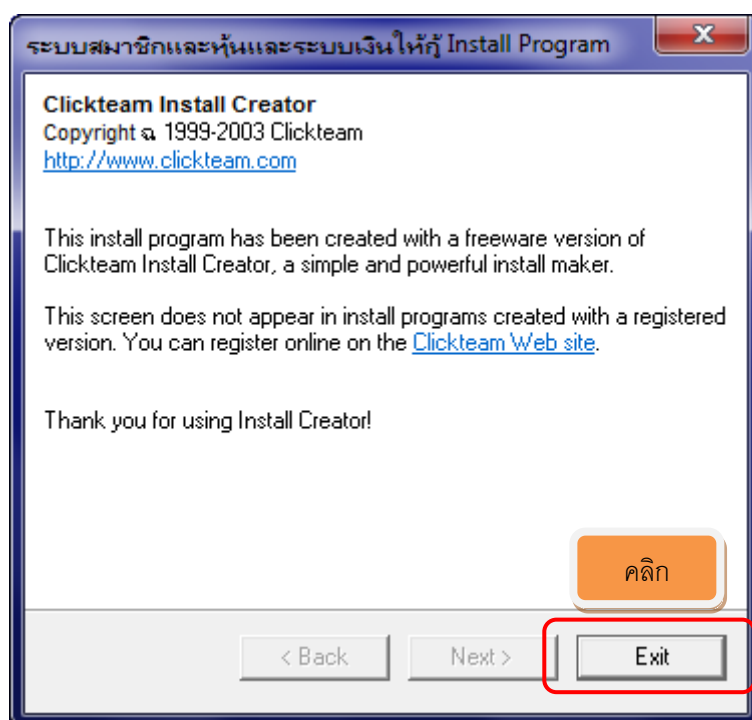 ระบบสมาชิกและหุ้นและระบบเงินให้กู้ Install Program
Clickteam Install Creator
Copyright ฉ 1999-2003 Clickteam
http://www.clickteam.com
This install program has been created with a freeware version of
Clickteam Install Creator, a simple and powerful install maker.
This screen does not appear in install programs created with a registered
version. You can register online on the Clickteam Web site.
Thank you for using Install Creator!
คลิก
< Back Next > Exit